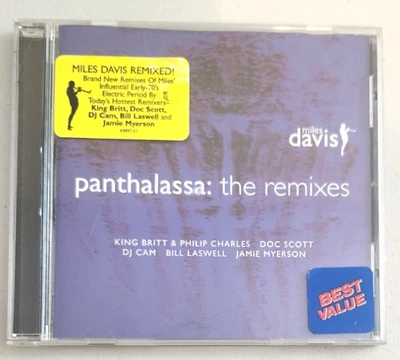 MILES DAVIS REMIXED!
Brand New Remixes Of Miles'
Influential Early-70's
Electric Period By
Today's Hottest Remixers-
King Britt, Doc Scott,
DJ Cam, Bill Laswell and
Jamie Myerson
miles
davis
panthalassa: the remixes
KING BRITT & PHILIP CHARLES DOC SCOTT
DJ CAM BILL LASWELL JAMIE MYERSON
BEST
VALUE